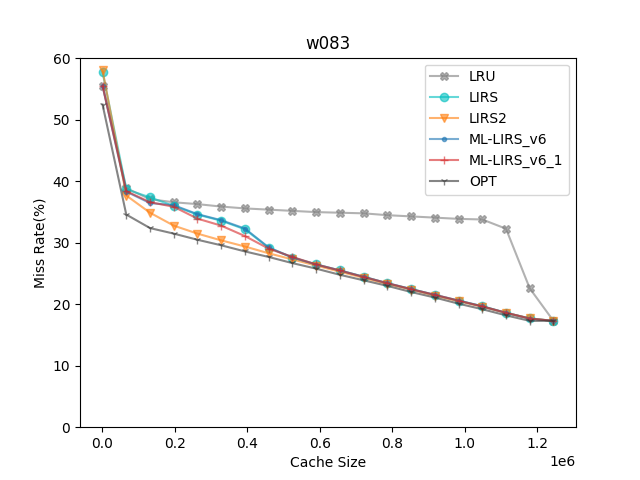 w083
60
50
40
30
20
10
0
Miss Rate(%)
0.0 0.2 0.4 0.6 0.8 1.0 1.2
1e6
Cache Size
LRU
LIRS
LIRS2
ML-LIRS_v6
ML-LIRS_v6_1
OPT